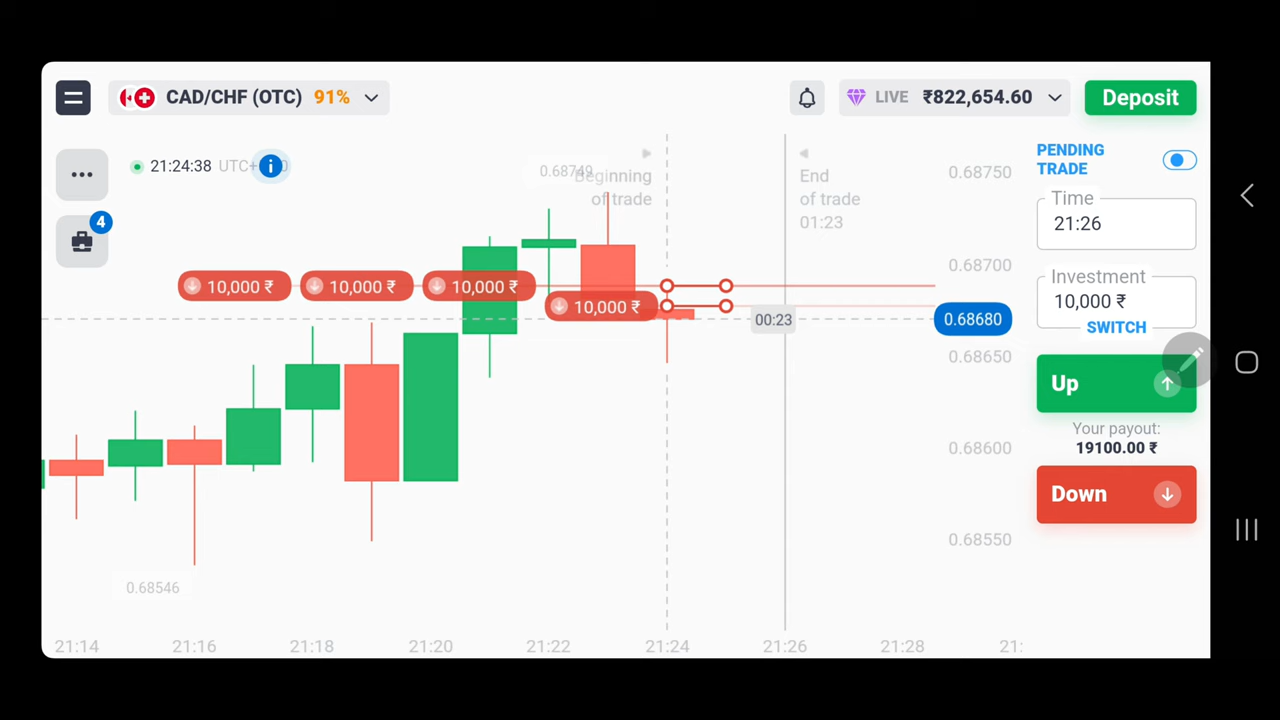 CAD/CHF (OTC) 91%
LIVE ₹822,654.60
Deposit
21:24:38 UTC+
i
4
0.68749
Beginning
of trade
End
of trade
01:23
0.68750
0.68700
0.68680
0.68650
0.68600
0.68550
10,000 ₹
10,000 ₹
10,000 ₹
10,000 ₹
00:23
0.68546
21:14
21:16
21:18
21:20
21:22
21:24
21:26
21:28
21:
PENDING
TRADE
Time
21:26
Investment
10,000 ₹
SWITCH
Up
Your payout:
19100.00 ₹
Down